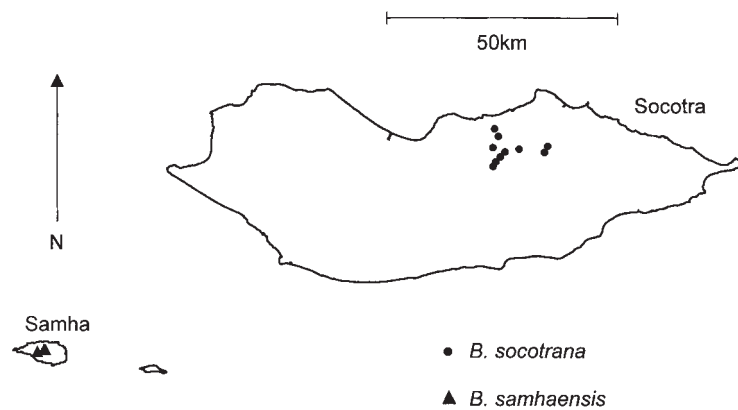 50km
Socotra
N
Samha
B. socotrana
B. samhaensis